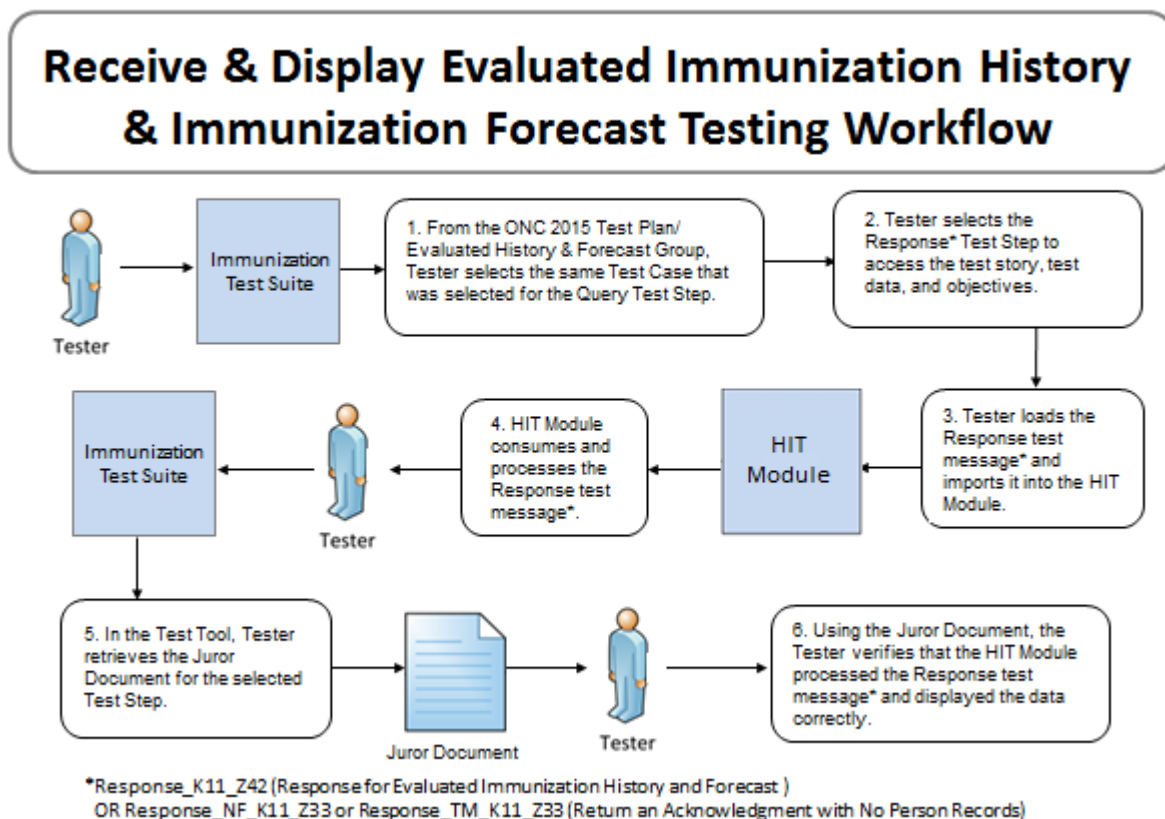 Receive & Display Evaluated Immunization History
& Immunization Forecast Testing Workflow
Tester
Immunization
Test Suite
1. From the ONC 2015 Test Plan/
Evaluated History & Forecast Group,
Tester selects the same Test Case that
was selected for the Query Test Step.
2. Tester selects the
Response* Test Step to
access the test story, test
data, and objectives.
3. Tester loads the
Response test
message* and
imports it into the HIT
Module.
HIT
Module
4. HIT Module
consumes and
processes the
Response test
message*.
Tester
Immunization
Test Suite
5. In the Test Tool, Tester
retrieves the Juror
Document for the selected
Test Step.
Juror Document
Tester
6. Using the Juror Document, the
Tester verifies that the HIT Module
processed the Response test
message* and displayed the data
correctly.
*Response_K11_Z42 (Response for Evaluated Immunization History and Forecast )
OR Response_NF_K11_Z33 or Response_TM_K11_Z33 (Return an Acknowledgment with No Person Records)